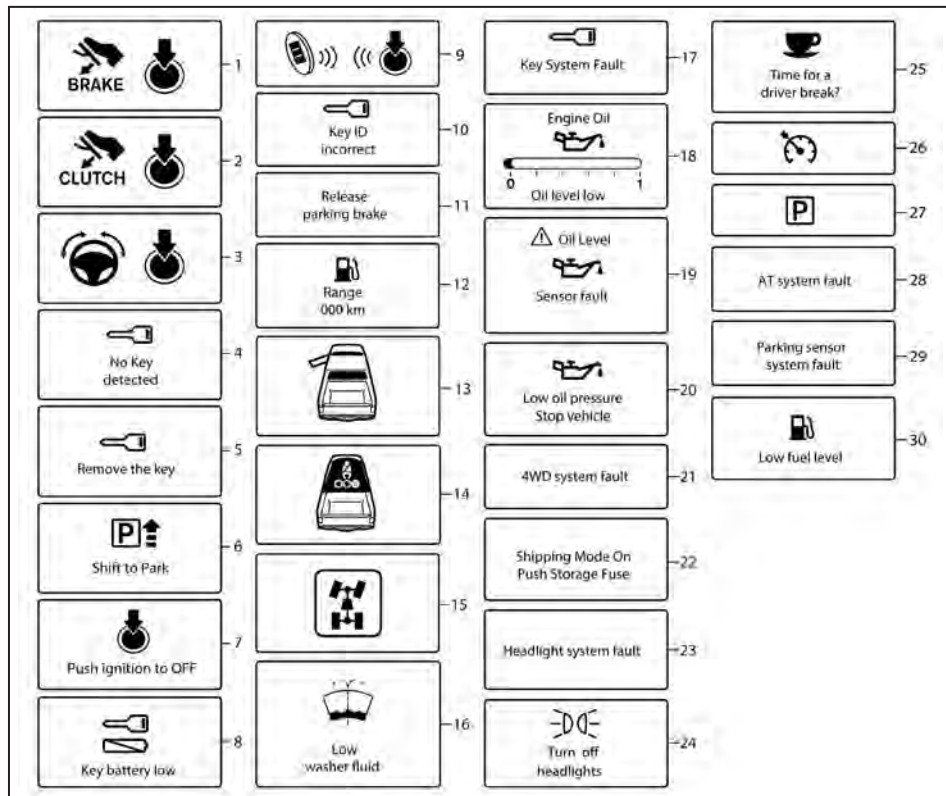 BRAKE
1
CLUTCH
2
3
No Key
detected
4
Remove the key
5
P
Shift to Park
6
Push ignition to OFF
7
Key battery low
8
9
Key ID
incorrect
10
Release
parking brake
11
Range
000 km
12
13
14
15
Low
washer fluid
16
Key System Fault
17
Engine Oil
0 1
Oil level low
18
Oil Level
Sensor fault
19
Low oil pressure
Stop vehicle
20
4WD system fault
21
Shipping Mode On
Push Storage Fuse
22
Headlight system fault
23
Turn off
headlights
24
Time for a
driver break?
25
26
P
27
AT system fault
28
Parking sensor
system fault
29
Low fuel level
30